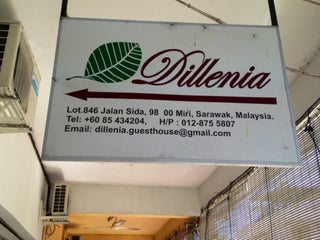 Dillenia
Lot.846 Jalan Sida, 98 00 Miri, Sarawak, Malaysia.
Tel: +60 85 434204, H/P : 012-875 5807
Email: dillenia.guesthouse@gmail.com